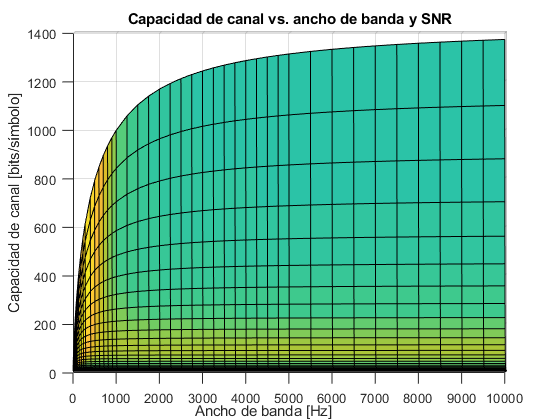 Capacidad de canal vs. ancho de banda y SNR
Capacidad de canal [bits/simbolo]
1400
1200
1000
800
600
400
200
0
0 1000 2000 3000 4000 5000 6000 7000 8000 9000 10000
Ancho de banda [Hz]